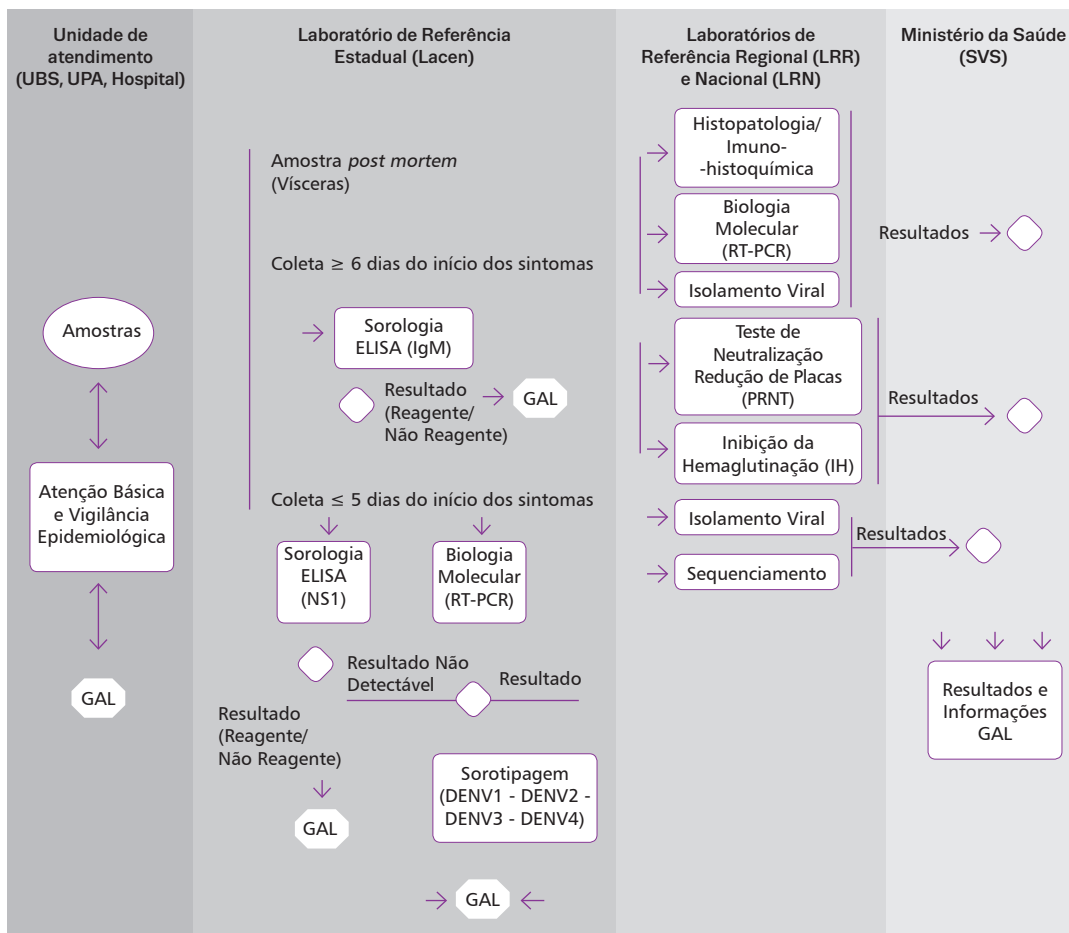 Unidade de
atendimento
(UBS, UPA, Hospital)
Amostras
Atenção Básica
e Vigilância
Epidemiológica
GAL
Laboratório de Referência
Estadual (Lacen)
Amostra post mortem
(Vísceras)
Coleta ≥ 6 dias do início dos sintomas
Sorologia
ELISA (IgM)
Resultado
(Reagente/
Não Reagente)
GAL
Coleta ≤ 5 dias do início dos sintomas
Sorologia
ELISA
(NS1)
Biologia
Molecular
(RT-PCR)
Resultado Não
Detectável
Resultado
Resultado
(Reagente/
Não Reagente)
GAL
Sorotipagem
(DENV1 - DENV2 -
DENV3 - DENV4)
GAL
Laboratórios de
Referência Regional (LRR)
e Nacional (LRN)
Histopatologia/
Imuno-
-histoquímica
Biologia
Molecular
(RT-PCR)
Isolamento Viral
Teste de
Neutralização
Redução de Placas
(PRNT)
Inibição da
Hemaglutinação (IH)
Isolamento Viral
Sequenciamento
Ministério da Saúde
(SVS)
Resultados
Resultados
Resultados
Resultados e
Informações
GAL